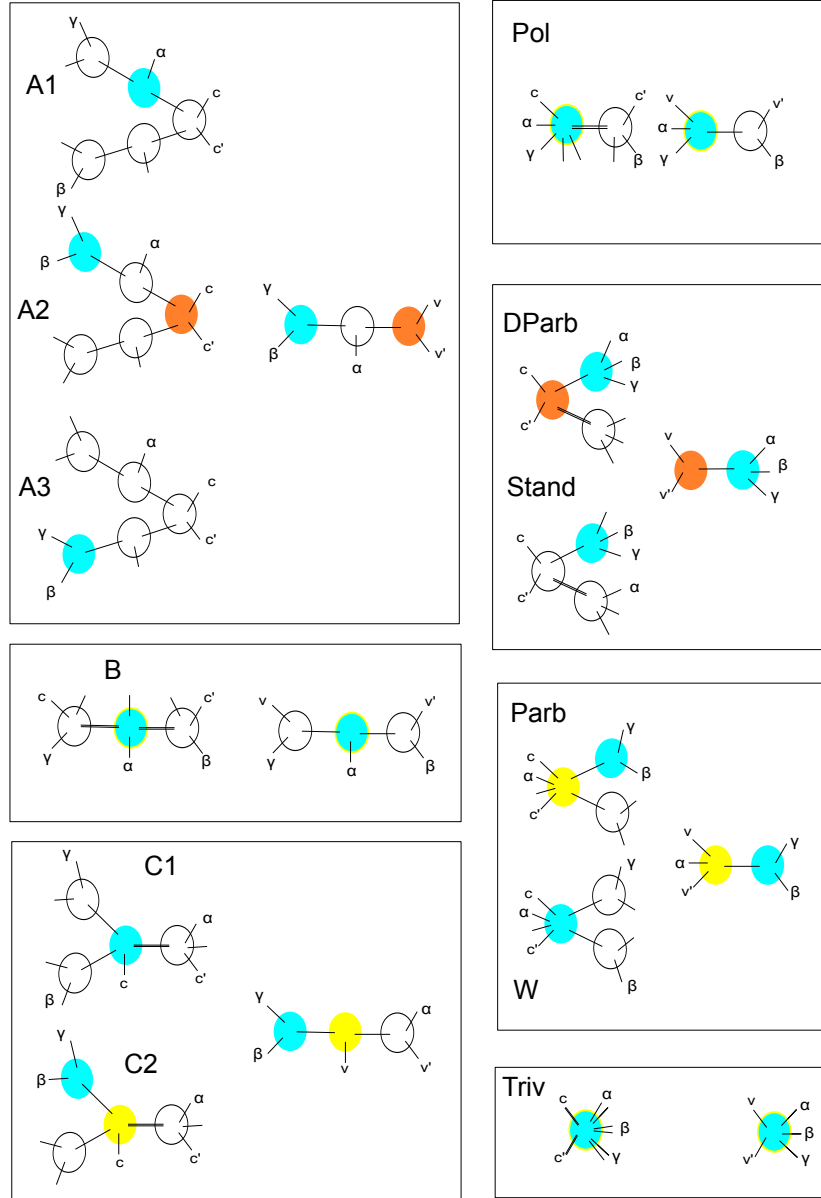 γ
α
A1
c
c'
β
γ
α
β
A2
c
c'
γ
v
β
α
v'
α
A3
c
γ
c'
β
B
c
c'
v
v'
γ
α
β
γ
α
β
γ
C1
α
c
c'
β
γ
C2
β
α
c
c'
γ
α
β
v
v'
Pol
c
c'
α
γ
β
v
v'
α
γ
β
DParb
α
c
β
γ
c'
v
α
β
v'
γ
Stand
c
β
γ
c'
α
Parb
γ
c
α
β
c'
v
γ
α
v'
β
γ
c
α
c'
β
W
Triv
c
α
β
c'
γ
v
α
β
v'
γ